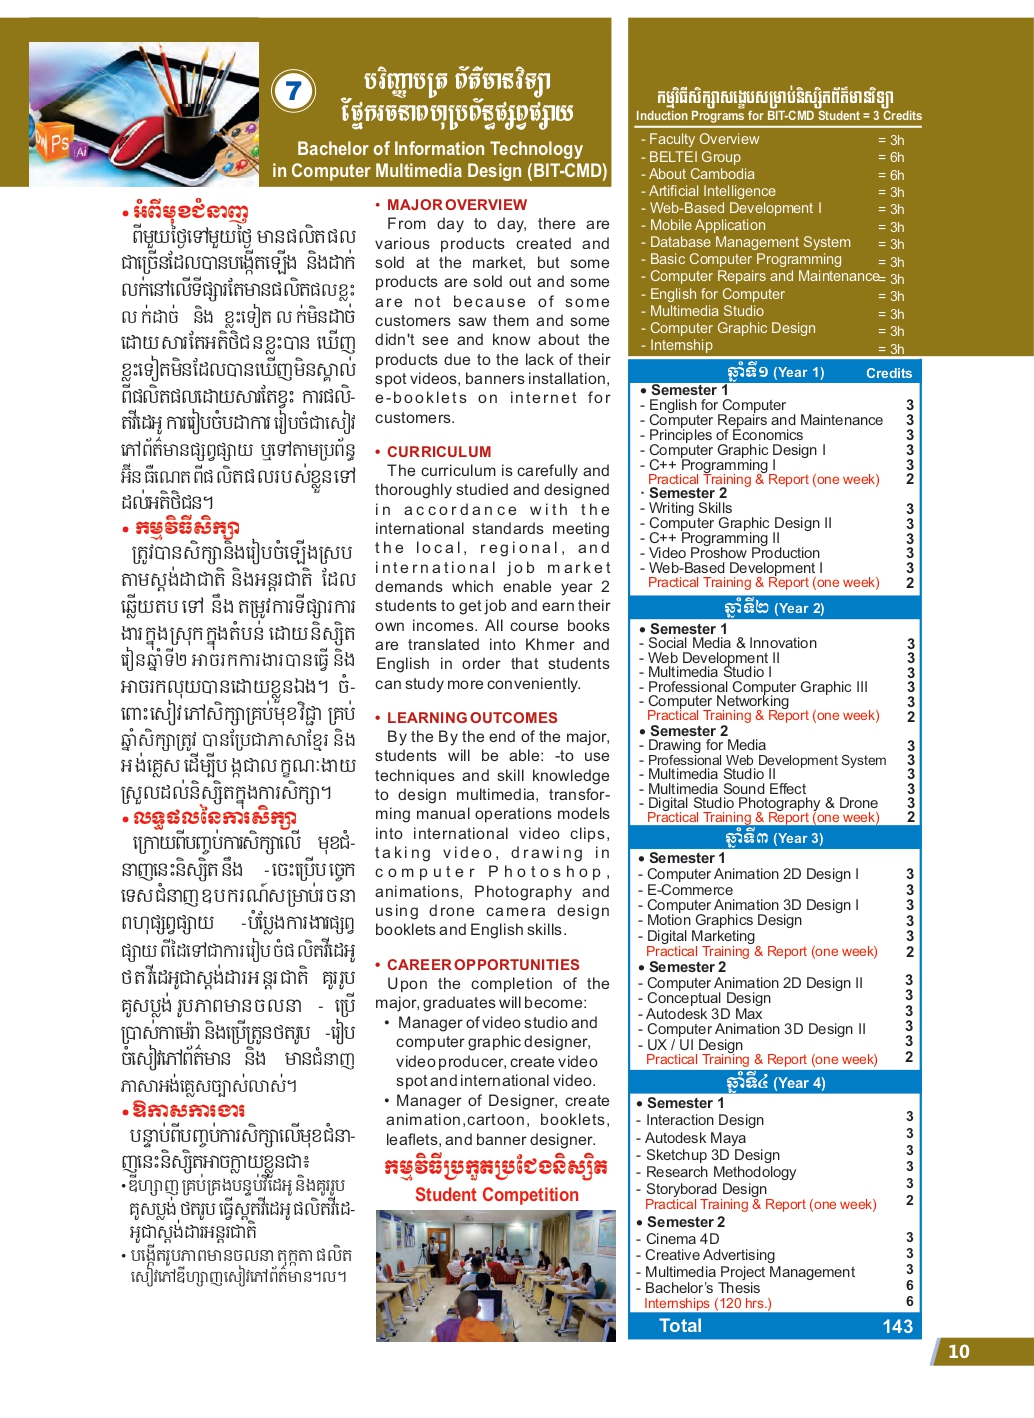 7
បរិញ្ញាបត្រ ព័ត៌មានវិទ្យា
ផ្នែករចនាពហុប្រព័ន្ធផ្សព្វផ្សាយ
Bachelor of Information Technology
in Computer Multimedia Design (BIT-CMD)
Ps
Ai
• អំពីមុខជំនាញ
ពីមួយថ្ងៃទៅមួយថ្ងៃ មានផលិតផល
ជាច្រើនដែលបានបង្កើតឡើង និងដាក់
លក់នៅលើទីផ្សារតែមានផលិតផលខ្លះ
លក់ដាច់ និង ខ្លះទៀតលក់មិនដាច់
ដោយសារតែអតិថិជនខ្លះបាន ឃើញ
ខ្លះទៀតមិនដែលបានឃើញមិនស្គាល់
ពីផលិតផលដោយសារតែខ្វះ ការផលិ-
តវីដេអូ ការរៀបចំបដាការ រៀបចំជាសៀវ
ភៅព័ត៌មានផ្សព្វផ្សាយ ឬទៅតាមប្រព័ន្ធ
អ៊ីនធឺណេតពីផលិតផលរបស់ខ្លួនទៅ
ដល់អតិថិជន។
• កម្មវិធីសិក្សា
ត្រូវបានសិក្សានិងរៀបចំឡើងស្រប
តាមស្តង់ដាជាតិ និងអន្តរជាតិ ដែល
ឆ្លើយតបទៅ នឹងតម្រូវការទីផ្សារការ
ងារក្នុងស្រុកក្នុងតំបន់ ដោយនិស្សិត
រៀនឆ្នាំទី២ អាចរកការងារបានធ្វើ និង
អាចរកលុយបានដោយខ្លួនឯង។ ចំ-
ពោះសៀវភៅសិក្សាគ្រប់មុខវិជ្ជា គ្រប់
ឆ្នាំសិក្សាត្រូវ បានប្រែជាភាសាខ្មែរ និង
អង់គ្លេស ដើម្បីបង្កជាលក្ខណៈងាយ
ស្រួលដល់និស្សិតក្នុងការសិក្សា។
• លទ្ធផលនៃការសិក្សា
ក្រោយពីបញ្ចប់ការសិក្សាលើ មុខជំ-
នាញនេះនិស្សិតនឹង -ចេះប្រើបច្ចេក
ទេសជំនាញឧបករណ៍សម្រាប់រចនា
ពហុផ្សព្វផ្សាយ -បំប្លែងការងារផ្សព្វ
ផ្សាយពីដៃទៅជាការរៀបចំផលិតវីដេអូ
ថតវីដេអូជាស្តង់ដារអន្តរជាតិ គូររូប
គូសប្លង់ រូបភាពមានចលនា - ប្រើ
ប្រាស់កាមេរ៉ា និងប្រើដ្រូនថតរូប -រៀប
ចំសៀវភៅព័ត៌មាន និង មានជំនាញ
ភាសាអង់គ្លេសច្បាស់លាស់។
• ឱកាសការងារ
បន្ទាប់ពីបញ្ចប់ការសិក្សាលើមុខជំនា-
ញនេះនិស្សិតអាចក្លាយខ្លួនជា៖
• ឌីហ្សាញ គ្រប់គ្រងបន្ទប់វីដេអូ និងគូររូប
គូសប្លង់ ថតរូប ធ្វើស្ពតវីដេអូ ផលិតវីដេ-
អូជាស្តង់ដារអន្តរជាតិ
• បង្កើតរូបភាពមានចលនា តុក្កតា ផលិត
សៀវភៅឌីហ្សាញសៀវភៅព័ត៌មាន។ល។
• MAJOR OVERVIEW
From day to day, there are
various products created and
sold at the market, but some
products are sold out and some
are not because of some
customers saw them and some
didn't see and know about the
products due to the lack of their
spot videos, banners installation,
e-booklets on internet for
customers.
• CURRICULUM
The curriculum is carefully and
thoroughly studied and designed
in accordance with the
international standards meeting
the local, regional, and
international job market
demands which enable year 2
students to get job and earn their
own incomes. All course books
are translated into Khmer and
English in order that students
can study more conveniently.
• LEARNING OUTCOMES
By the By the end of the major,
students will be able: -to use
techniques and skill knowledge
to design multimedia, transfor-
ming manual operations models
into international video clips,
taking video, drawing in
computer Photoshop,
animations, Photography and
using drone camera design
booklets and English skills.
• CAREER OPPORTUNITIES
Upon the completion of the
major, graduates will become:
• Manager of video studio and
computer graphic designer,
video producer, create video
spot and international video.
• Manager of Designer, create
animation,cartoon, booklets,
leaflets, and banner designer.
កម្មវិធីប្រកួតប្រជែងនិស្សិត
Student Competition
កម្មវិធីសិក្សាសង្ខេបសម្រាប់និស្សិតព័ត៌មានវិទ្យា
Induction Programs for BIT-CMD Student = 3 Credits
- Faculty Overview = 3h
- BELTEI Group = 6h
- About Cambodia = 6h
- Artificial Intelligence = 3h
- Web-Based Development I = 3h
- Mobile Application = 3h
- Database Management System = 3h
- Basic Computer Programming = 3h
- Computer Repairs and Maintenance = 3h
- English for Computer = 3h
- Multimedia Studio = 3h
- Computer Graphic Design = 3h
- Internship = 3h
ឆ្នាំទី១ (Year 1) Credits
• Semester 1
- English for Computer 3
- Computer Repairs and Maintenance 3
- Principles of Economics 3
- Computer Graphic Design I 3
- C++ Programming I 3
Practical Training & Report (one week) 2
· Semester 2
- Writing Skills 3
- Computer Graphic Design II 3
- C++ Programming II 3
- Video Proshow Production 3
- Web-Based Development I 3
Practical Training & Report (one week) 2
ឆ្នាំទី២ (Year 2)
• Semester 1
- Social Media & Innovation 3
- Web Development II 3
- Multimedia Studio I 3
- Professional Computer Graphic III 3
- Computer Networking 3
Practical Training & Report (one week) 2
• Semester 2
- Drawing for Media 3
- Professional Web Development System 3
- Multimedia Studio II 3
- Multimedia Sound Effect 3
- Digital Studio Photography & Drone 3
Practical Training & Report (one week) 2
ឆ្នាំទី៣ (Year 3)
• Semester 1
- Computer Animation 2D Design I 3
- E-Commerce 3
- Computer Animation 3D Design I 3
- Motion Graphics Design 3
- Digital Marketing 3
Practical Training & Report (one week) 2
• Semester 2
- Computer Animation 2D Design II 3
- Conceptual Design 3
- Autodesk 3D Max 3
- Computer Animation 3D Design II 3
- UX / UI Design 3
Practical Training & Report (one week) 2
ឆ្នាំទី៤ (Year 4)
• Semester 1
- Interaction Design 3
- Autodesk Maya 3
- Sketchup 3D Design 3
- Research Methodology 3
- Storyborad Design 3
Practical Training & Report (one week) 2
• Semester 2
- Cinema 4D 3
- Creative Advertising 3
- Multimedia Project Management 3
- Bachelor's Thesis 6
Internships (120 hrs.) 6
Total 143
10